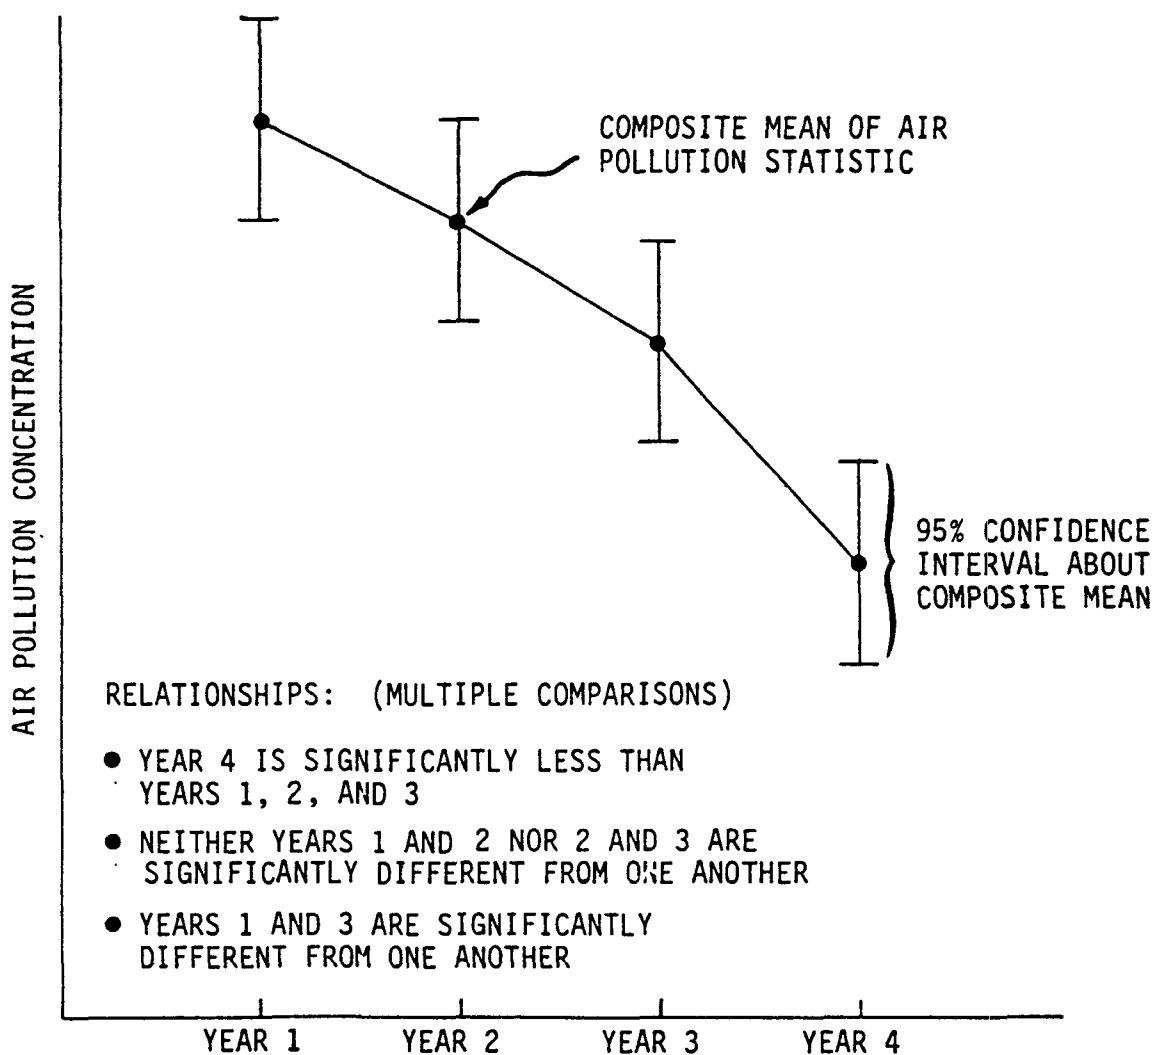 COMPOSITE MEAN OF AIR
POLLUTION STATISTIC
AIR POLLUTION CONCENTRATION
95% CONFIDENCE
INTERVAL ABOUT
COMPOSITE MEAN
RELATIONSHIPS: (MULTIPLE COMPARISONS)
● YEAR 4 IS SIGNIFICANTLY LESS THAN
YEARS 1, 2, AND 3
● NEITHER YEARS 1 AND 2 NOR 2 AND 3 ARE
SIGNIFICANTLY DIFFERENT FROM ONE ANOTHER
● YEARS 1 AND 3 ARE SIGNIFICANTLY
DIFFERENT FROM ONE ANOTHER
YEAR 1 YEAR 2 YEAR 3 YEAR 4